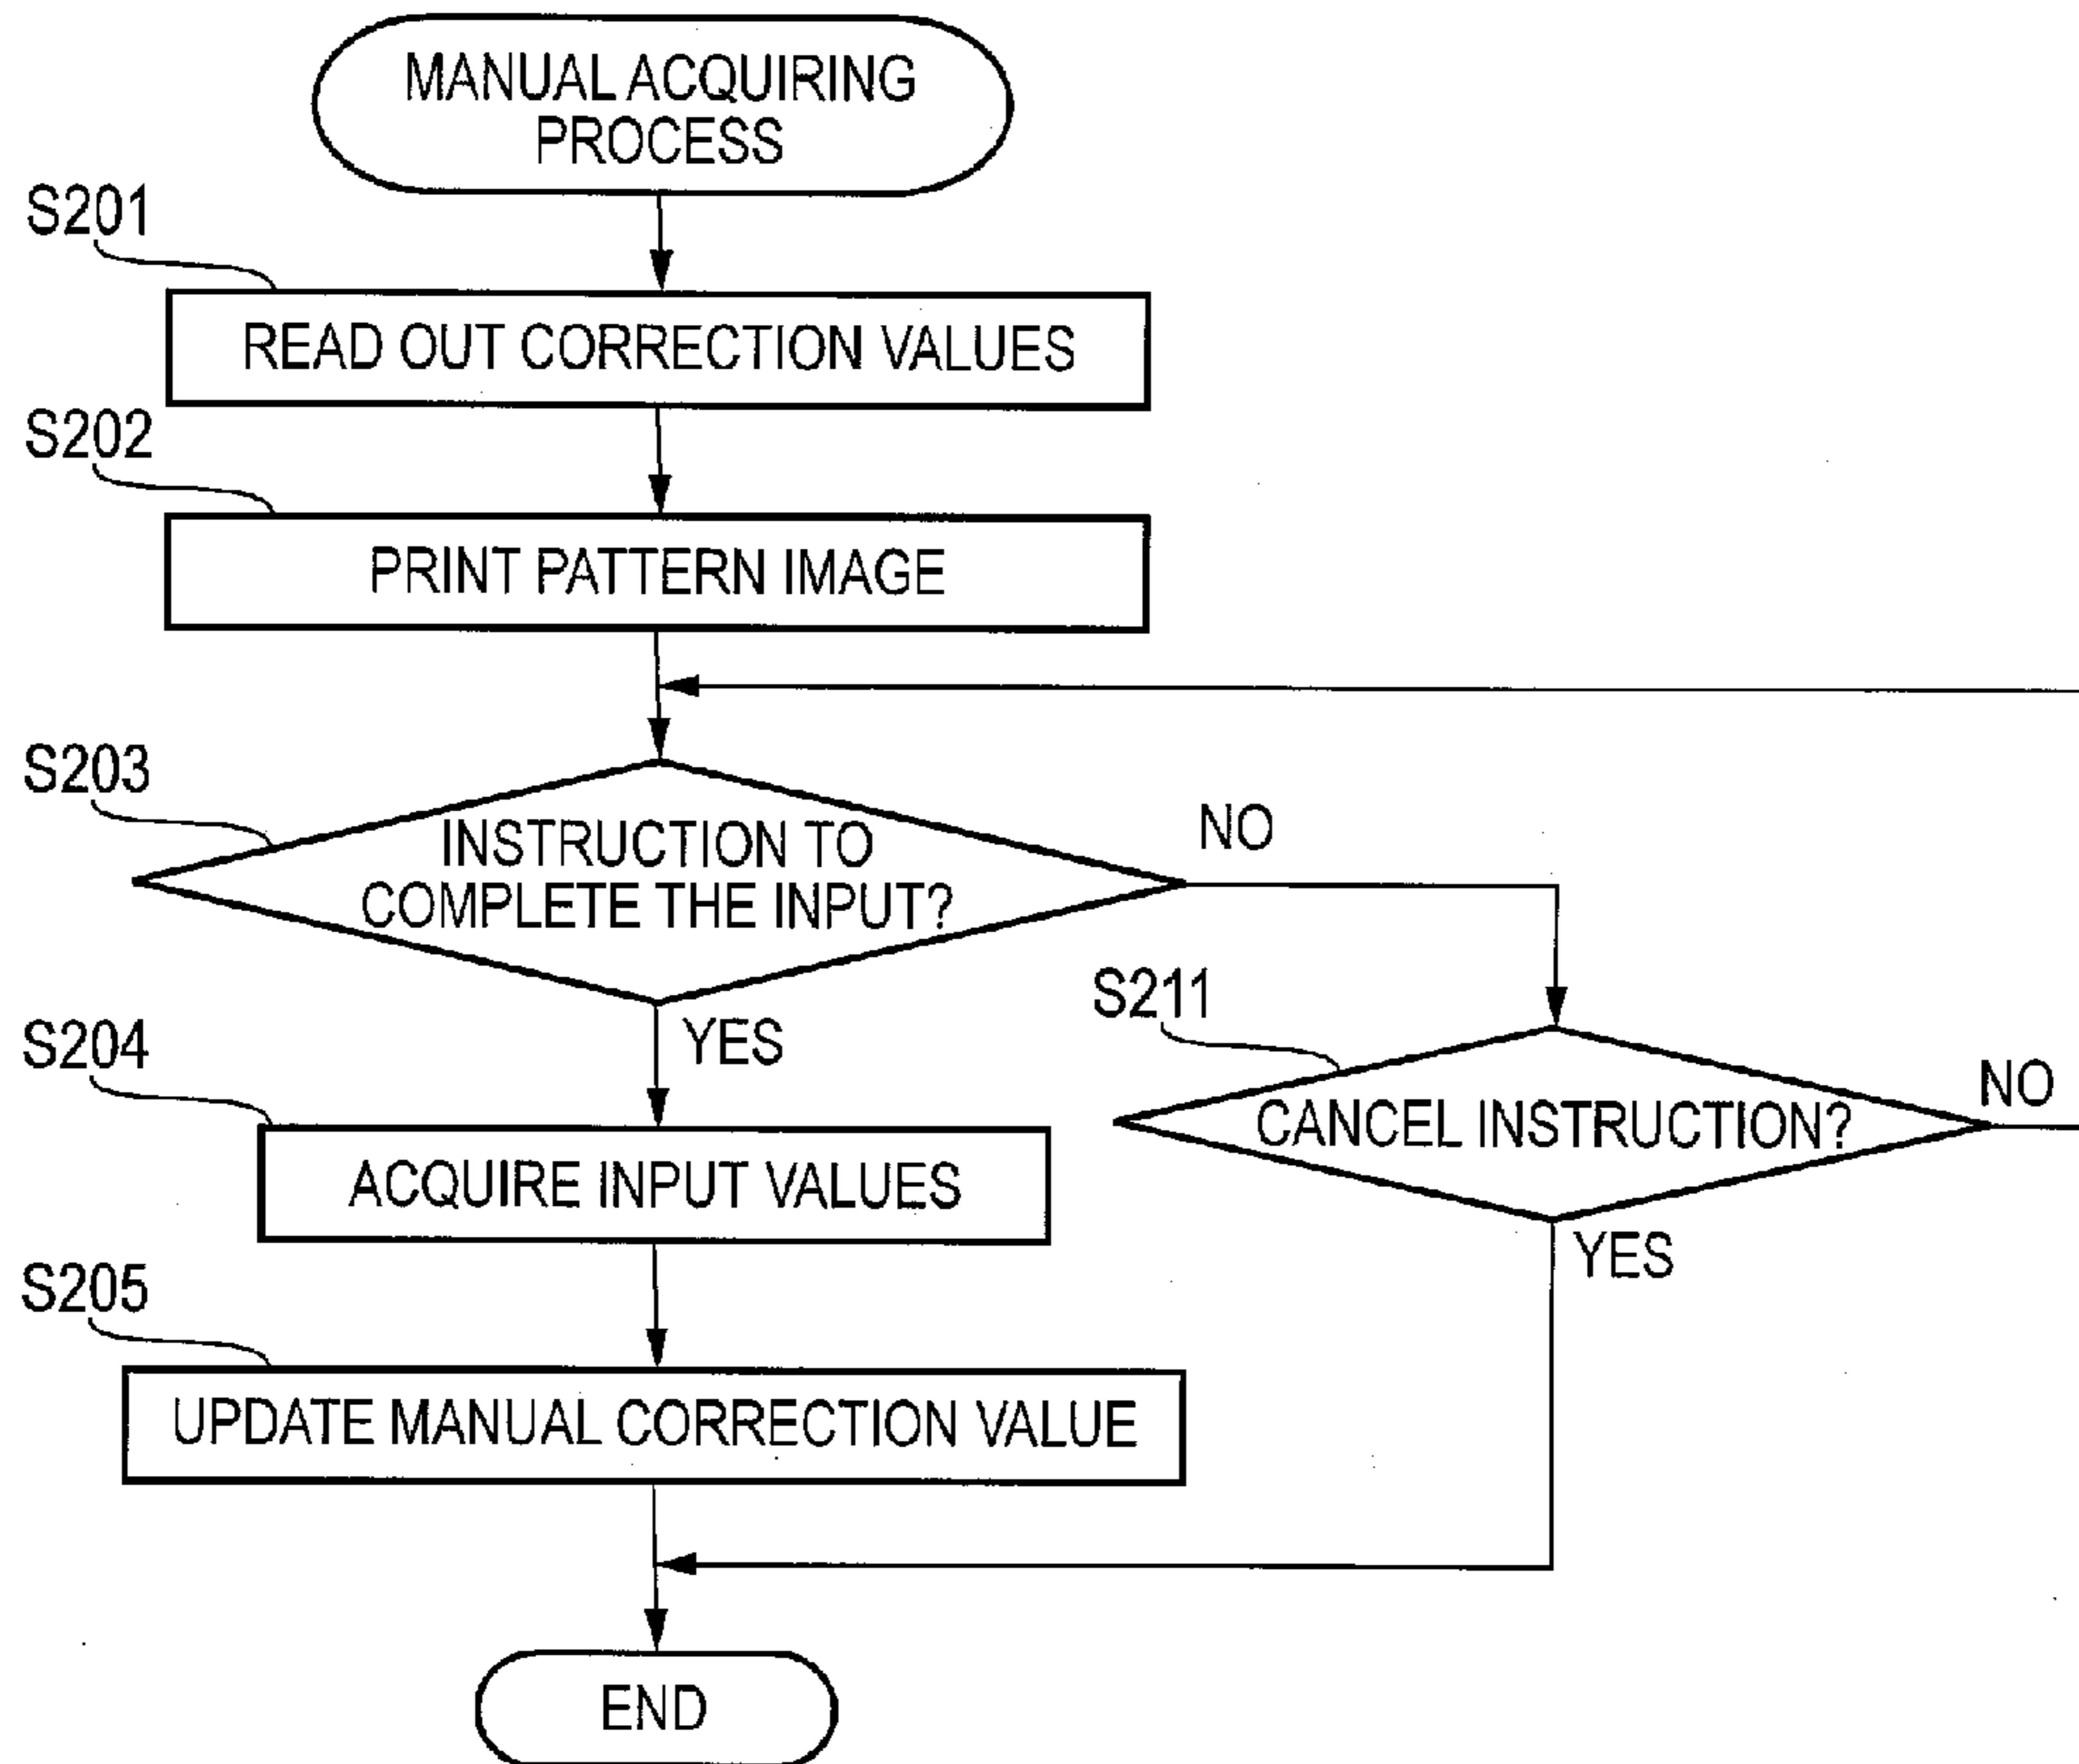 MANUAL ACQUIRING
PROCESS
S201
READ OUT CORRECTION VALUES
S202
PRINT PATTERN IMAGE
S203
INSTRUCTION TO
COMPLETE THE INPUT?
NO
YES
S211
CANCEL INSTRUCTION?
NO
YES
S204
ACQUIRE INPUT VALUES
S205
UPDATE MANUAL CORRECTION VALUE
END